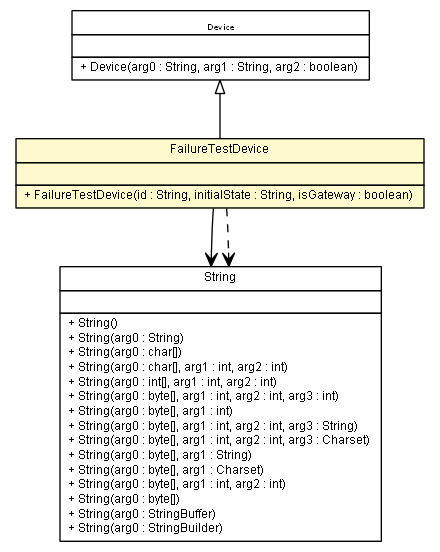 Device
+ Device(arg0 : String, arg1 : String, arg2 : boolean)
FailureTestDevice
+ FailureTestDevice(id : String, initialState : String, isGateway : boolean)
String
+ String()
+ String(arg0 : String)
+ String(arg0 : char[])
+ String(arg0 : char[], arg1 : int, arg2 : int)
+ String(arg0 : int[], arg1 : int, arg2 : int)
+ String(arg0 : byte[], arg1 : int, arg2 : int, arg3 : int)
+ String(arg0 : byte[], arg1 : int)
+ String(arg0 : byte[], arg1 : int, arg2 : int, arg3 : String)
+ String(arg0 : byte[], arg1 : int, arg2 : int, arg3 : Charset)
+ String(arg0 : byte[], arg1 : String)
+ String(arg0 : byte[], arg1 : Charset)
+ String(arg0 : byte[], arg1 : int, arg2 : int)
+ String(arg0 : byte[])
+ String(arg0 : StringBuffer)
+ String(arg0 : StringBuilder)